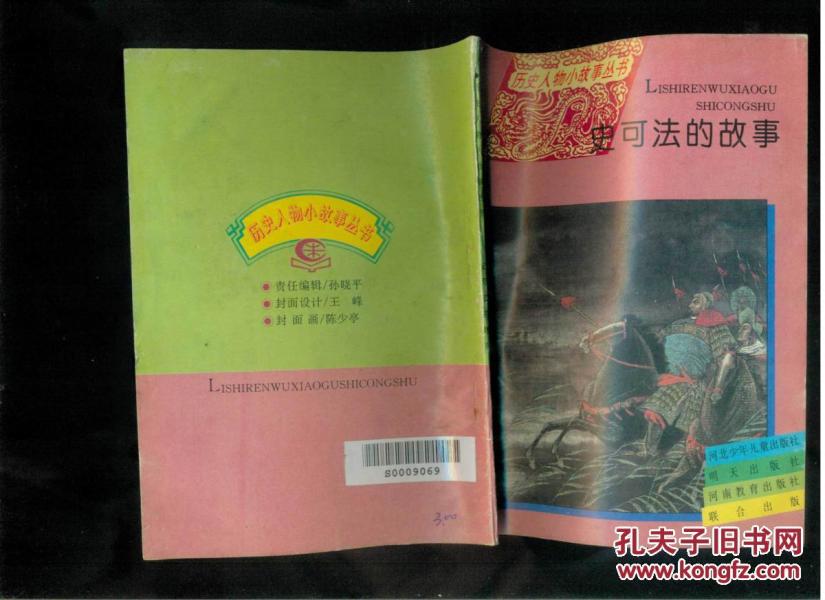 历史人物小故事丛书
LISHIRENWUXIAOGU
SHICONGSHU
史可法的故事
河北少年儿童出版社
明天出版社
河南教育出版社
联合出版
历史人物小故事丛书
责任编辑/孙晓平
封面设计/王 峰
封面画/陈少亭
LISHIRENWUXIAOGUSHICONGSHU
S0009069
3.00
孔夫子旧书网
www.kongfz.com